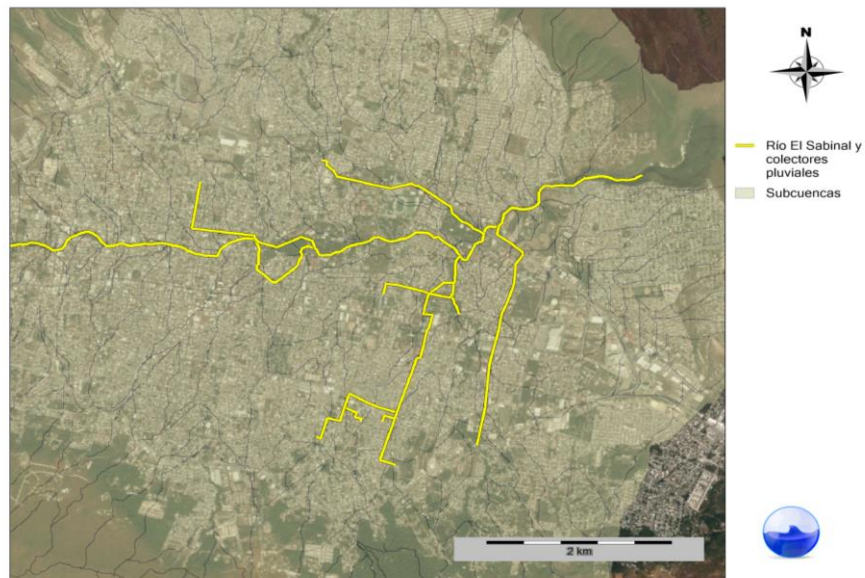 N
Río El Sabinal y
colectores
pluviales
Subcuencas
2 km